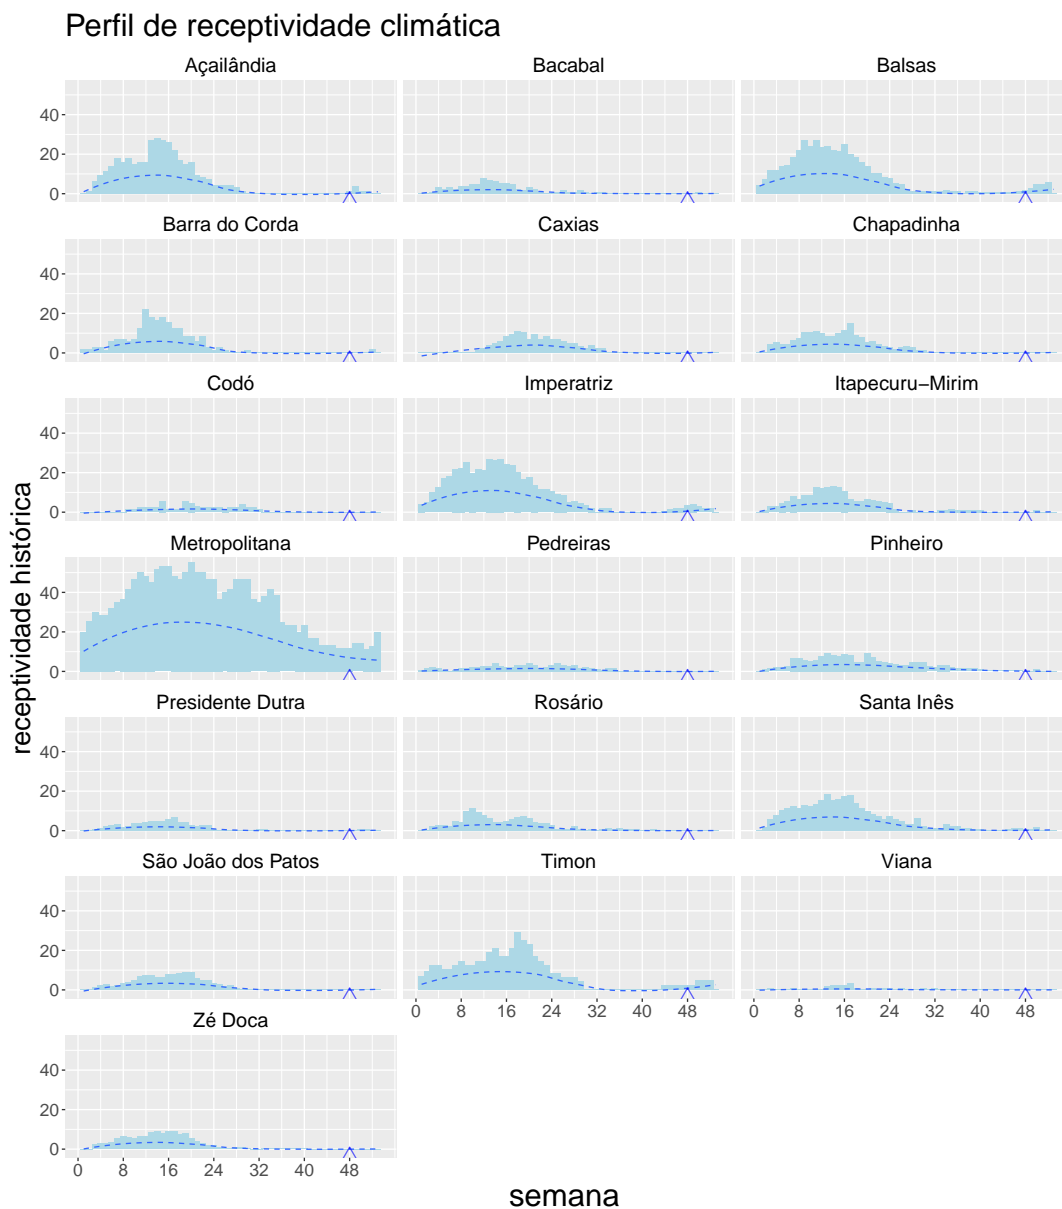 Perfil de receptividade climática
Açailândia Bacabal Balsas
40
20
0
Barra do Corda Caxias Chapadinha
40
20
0
Codó Imperatriz Itapecuru−Mirim
40
20
0
Metropolitana Pedreiras Pinheiro
40
20
0
receptividade histórica
Presidente Dutra Rosário Santa Inês
40
20
0
São João dos Patos Timon Viana
40
20
0
0 8 16 24 32 40 48 0 8 16 24 32 40 48
Zé Doca
40
20
0
0 8 16 24 32 40 48
semana